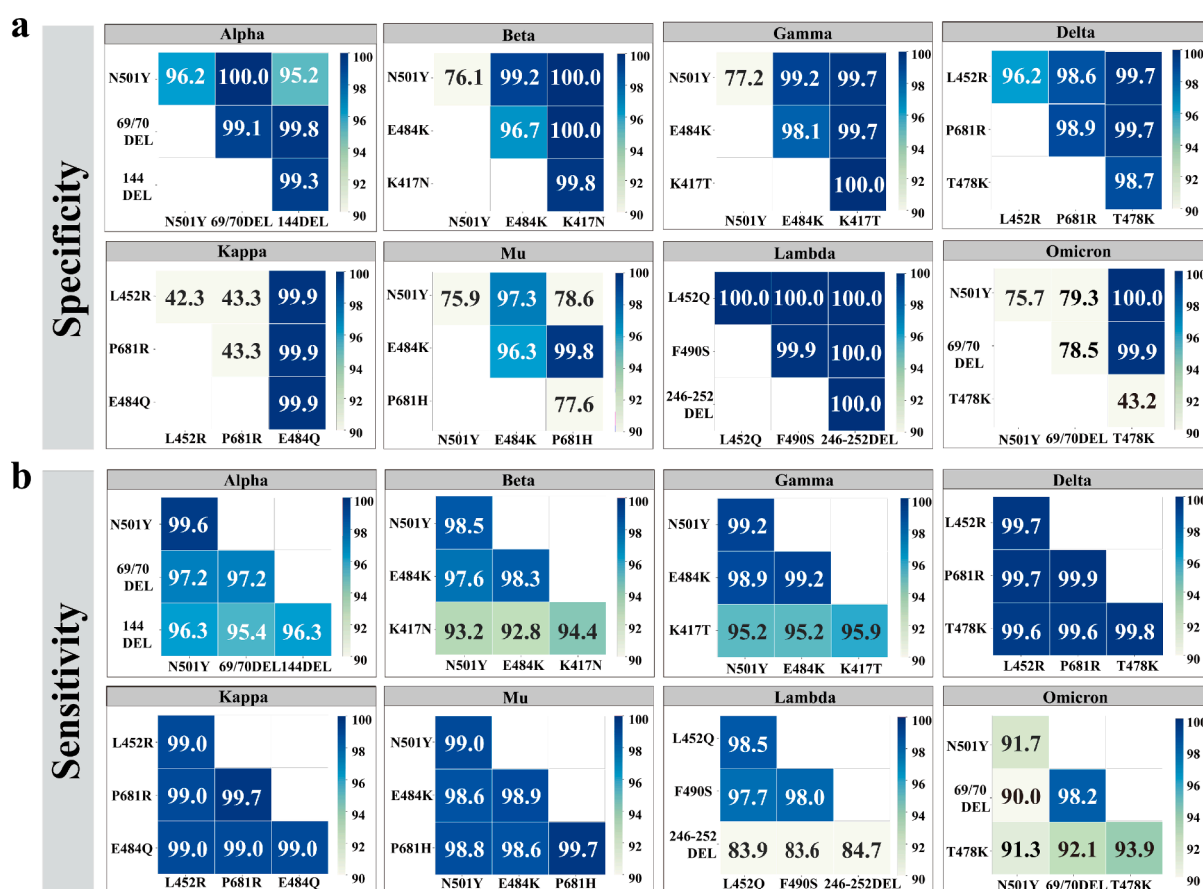 a
Specificity
Alpha
N501Y 96.2 100.0 95.2
69/70 DEL 99.1 99.8
144 DEL 99.3
N501Y 69/70DEL 144DEL
100 98 96 94 92 90
Beta
N501Y 76.1 99.2 100.0
E484K 96.7 100.0
K417N 99.8
N501Y E484K K417N
100 98 96 94 92 90
Gamma
N501Y 77.2 99.2 99.7
E484K 98.1 99.7
K417T 100.0
N501Y E484K K417T
100 98 96 94 92 90
Delta
L452R 96.2 98.6 99.7
P681R 98.9 99.7
T478K 98.7
L452R P681R T478K
100 98 96 94 92 90
Kappa
L452R 42.3 43.3 99.9
P681R 43.3 99.9
E484Q 99.9
L452R P681R E484Q
100 98 96 94 92 90
Mu
N501Y 75.9 97.3 78.6
E484K 96.3 99.8
P681H 77.6
N501Y E484K P681H
100 98 96 94 92 90
Lambda
L452Q 100.0 100.0 100.0
F490S 99.9 100.0
246-252 DEL 100.0
L452Q F490S 246-252DEL
100 98 96 94 92 90
Omicron
N501Y 75.7 79.3 100.0
69/70 DEL 78.5 99.9
T478K 43.2
N501Y 69/70DEL T478K
100 98 96 94 92 90
b
Sensitivity
Alpha
N501Y 99.6
69/70 DEL 97.2 97.2
144 DEL 96.3 95.4 96.3
N501Y 69/70DEL 144DEL
100 98 96 94 92 90
Beta
N501Y 98.5
E484K 97.6 98.3
K417N 93.2 92.8 94.4
N501Y E484K K417N
100 98 96 94 92 90
Gamma
N501Y 99.2
E484K 98.9 99.2
K417T 95.2 95.2 95.9
N501Y E484K K417T
100 98 96 94 92 90
Delta
L452R 99.7
P681R 99.7 99.9
T478K 99.6 99.6 99.8
L452R P681R T478K
100 98 96 94 92 90
Kappa
L452R 99.0
P681R 99.0 99.7
E484Q 99.0 99.0 99.0
L452R P681R E484Q
100 98 96 94 92 90
Mu
N501Y 99.0
E484K 98.6 98.9
P681H 98.8 98.6 99.7
N501Y E484K P681H
100 98 96 94 92 90
Lambda
L452Q 98.5
F490S 97.7 98.0
246-252 DEL 83.9 83.6 84.7
L452Q F490S 246-252DEL
100 98 96 94 92 90
Omicron
N501Y 91.7
69/70 DEL 90.0 98.2
T478K 91.3 92.1 93.9
N501Y 69/70DEL T478K
100 98 96 94 92 90